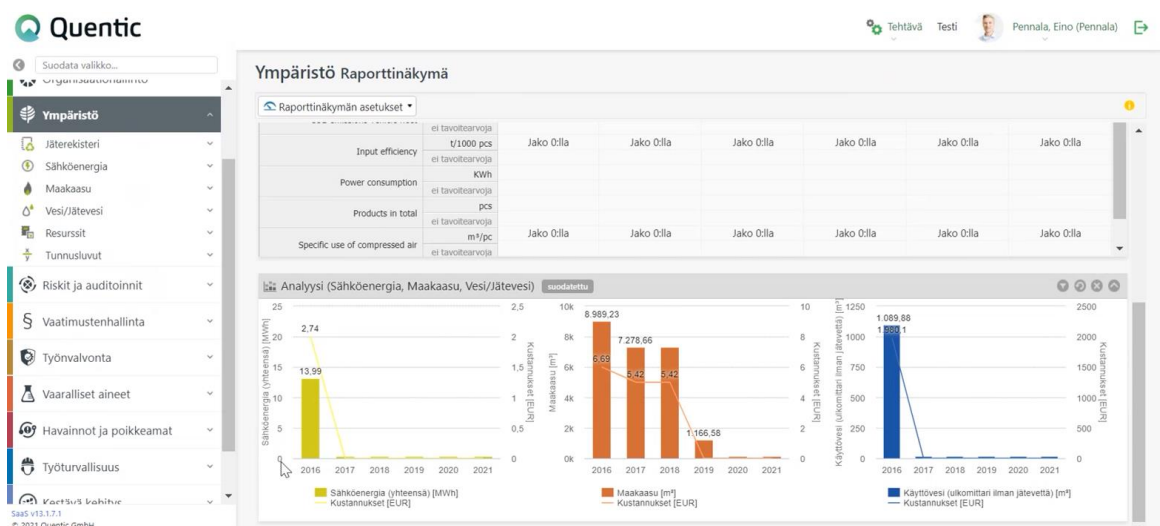 Quentic
Tehtävä Testi Pennala, Eino (Pennala)
Suodata valikko...
Organisaationallinto
Ympäristö
Jäterekisteri
Sähköenergia
Maakaasu
Vesi/Jätevesi
Resurssit
Tunnusluvut
Riskit ja auditoinnit
Vaatimustenhallinta
Työnvalvonta
Vaaralliset aineet
Havainnot ja poikkeamat
Työturvallisuus
Kestävä kehitys
SaaS v13.1.7.1
© 2021 Quentic GmbH
Ympäristö Raporttinäkymä
Raporttinäkymän asetukset
ei tavoitearvoja
Input efficiency t/1000 pcs Jako 0:lla Jako 0:lla Jako 0:lla Jako 0:lla Jako 0:lla Jako 0:lla
ei tavoitearvoja
Power consumption KWh
ei tavoitearvoja
Products in total pcs
ei tavoitearvoja
Specific use of compressed air m³/pc Jako 0:lla Jako 0:lla Jako 0:lla Jako 0:lla Jako 0:lla Jako 0:lla
ei tavoitearvoja
Analyysi (Sähköenergia, Maakaasu, Vesi/Jätevesi) suodatettu
Sähköenergia (yhteensä) [MWh]
25
20
15
10
5
0
2,74
13,99
2,5
2
1,5
1
0,5
0
Kustannukset [EUR]
2016 2017 2018 2019 2020 2021
Sähköenergia (yhteensä) [MWh]
Kustannukset [EUR]
Maakaasu [m³]
10k
8k
6k
4k
2k
0k
8.989,23
7.278,66
6,69
5,42
5,42
1.166,58
10
8
6
4
2
0
Kustannukset [EUR]
2016 2017 2018 2019 2020 2021
Maakaasu [m³]
Kustannukset [EUR]
Käyttövesi (ulkomittari ilman jätevettä) [m³]
1250
1000
750
500
250
0
1.089,88
1.980,1
2500
2000
1500
1000
500
0
Kustannukset [EUR]
2016 2017 2018 2019 2020 2021
Käyttövesi (ulkomittari ilman jätevettä) [m³]
Kustannukset [EUR]